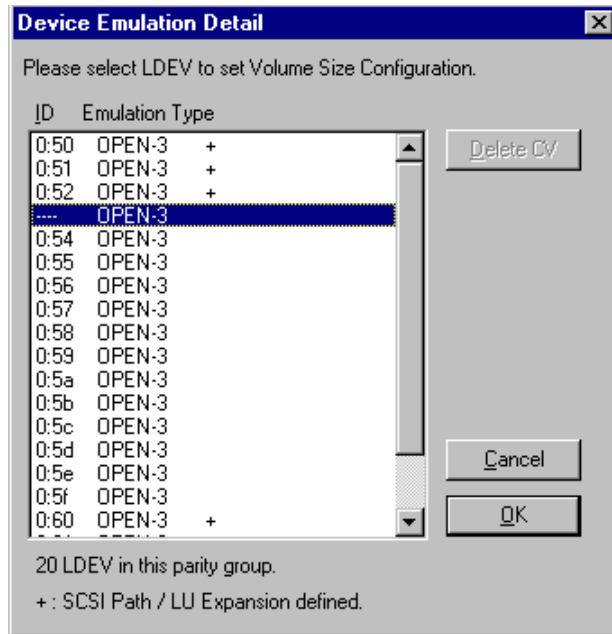 Device Emulation Detail
Please select LDEV to set Volume Size Configuration.
ID Emulation Type
0:50 OPEN-3 +
0:51 OPEN-3 +
0:52 OPEN-3 +
---- OPEN-3
0:54 OPEN-3
0:55 OPEN-3
0:56 OPEN-3
0:57 OPEN-3
0:58 OPEN-3
0:59 OPEN-3
0:5a OPEN-3
0:5b OPEN-3
0:5c OPEN-3
0:5d OPEN-3
0:5e OPEN-3
0:5f OPEN-3
0:60 OPEN-3 +
Delete CV
Cancel
OK
20 LDEV in this parity group.
+ : SCSI Path / LU Expansion defined.